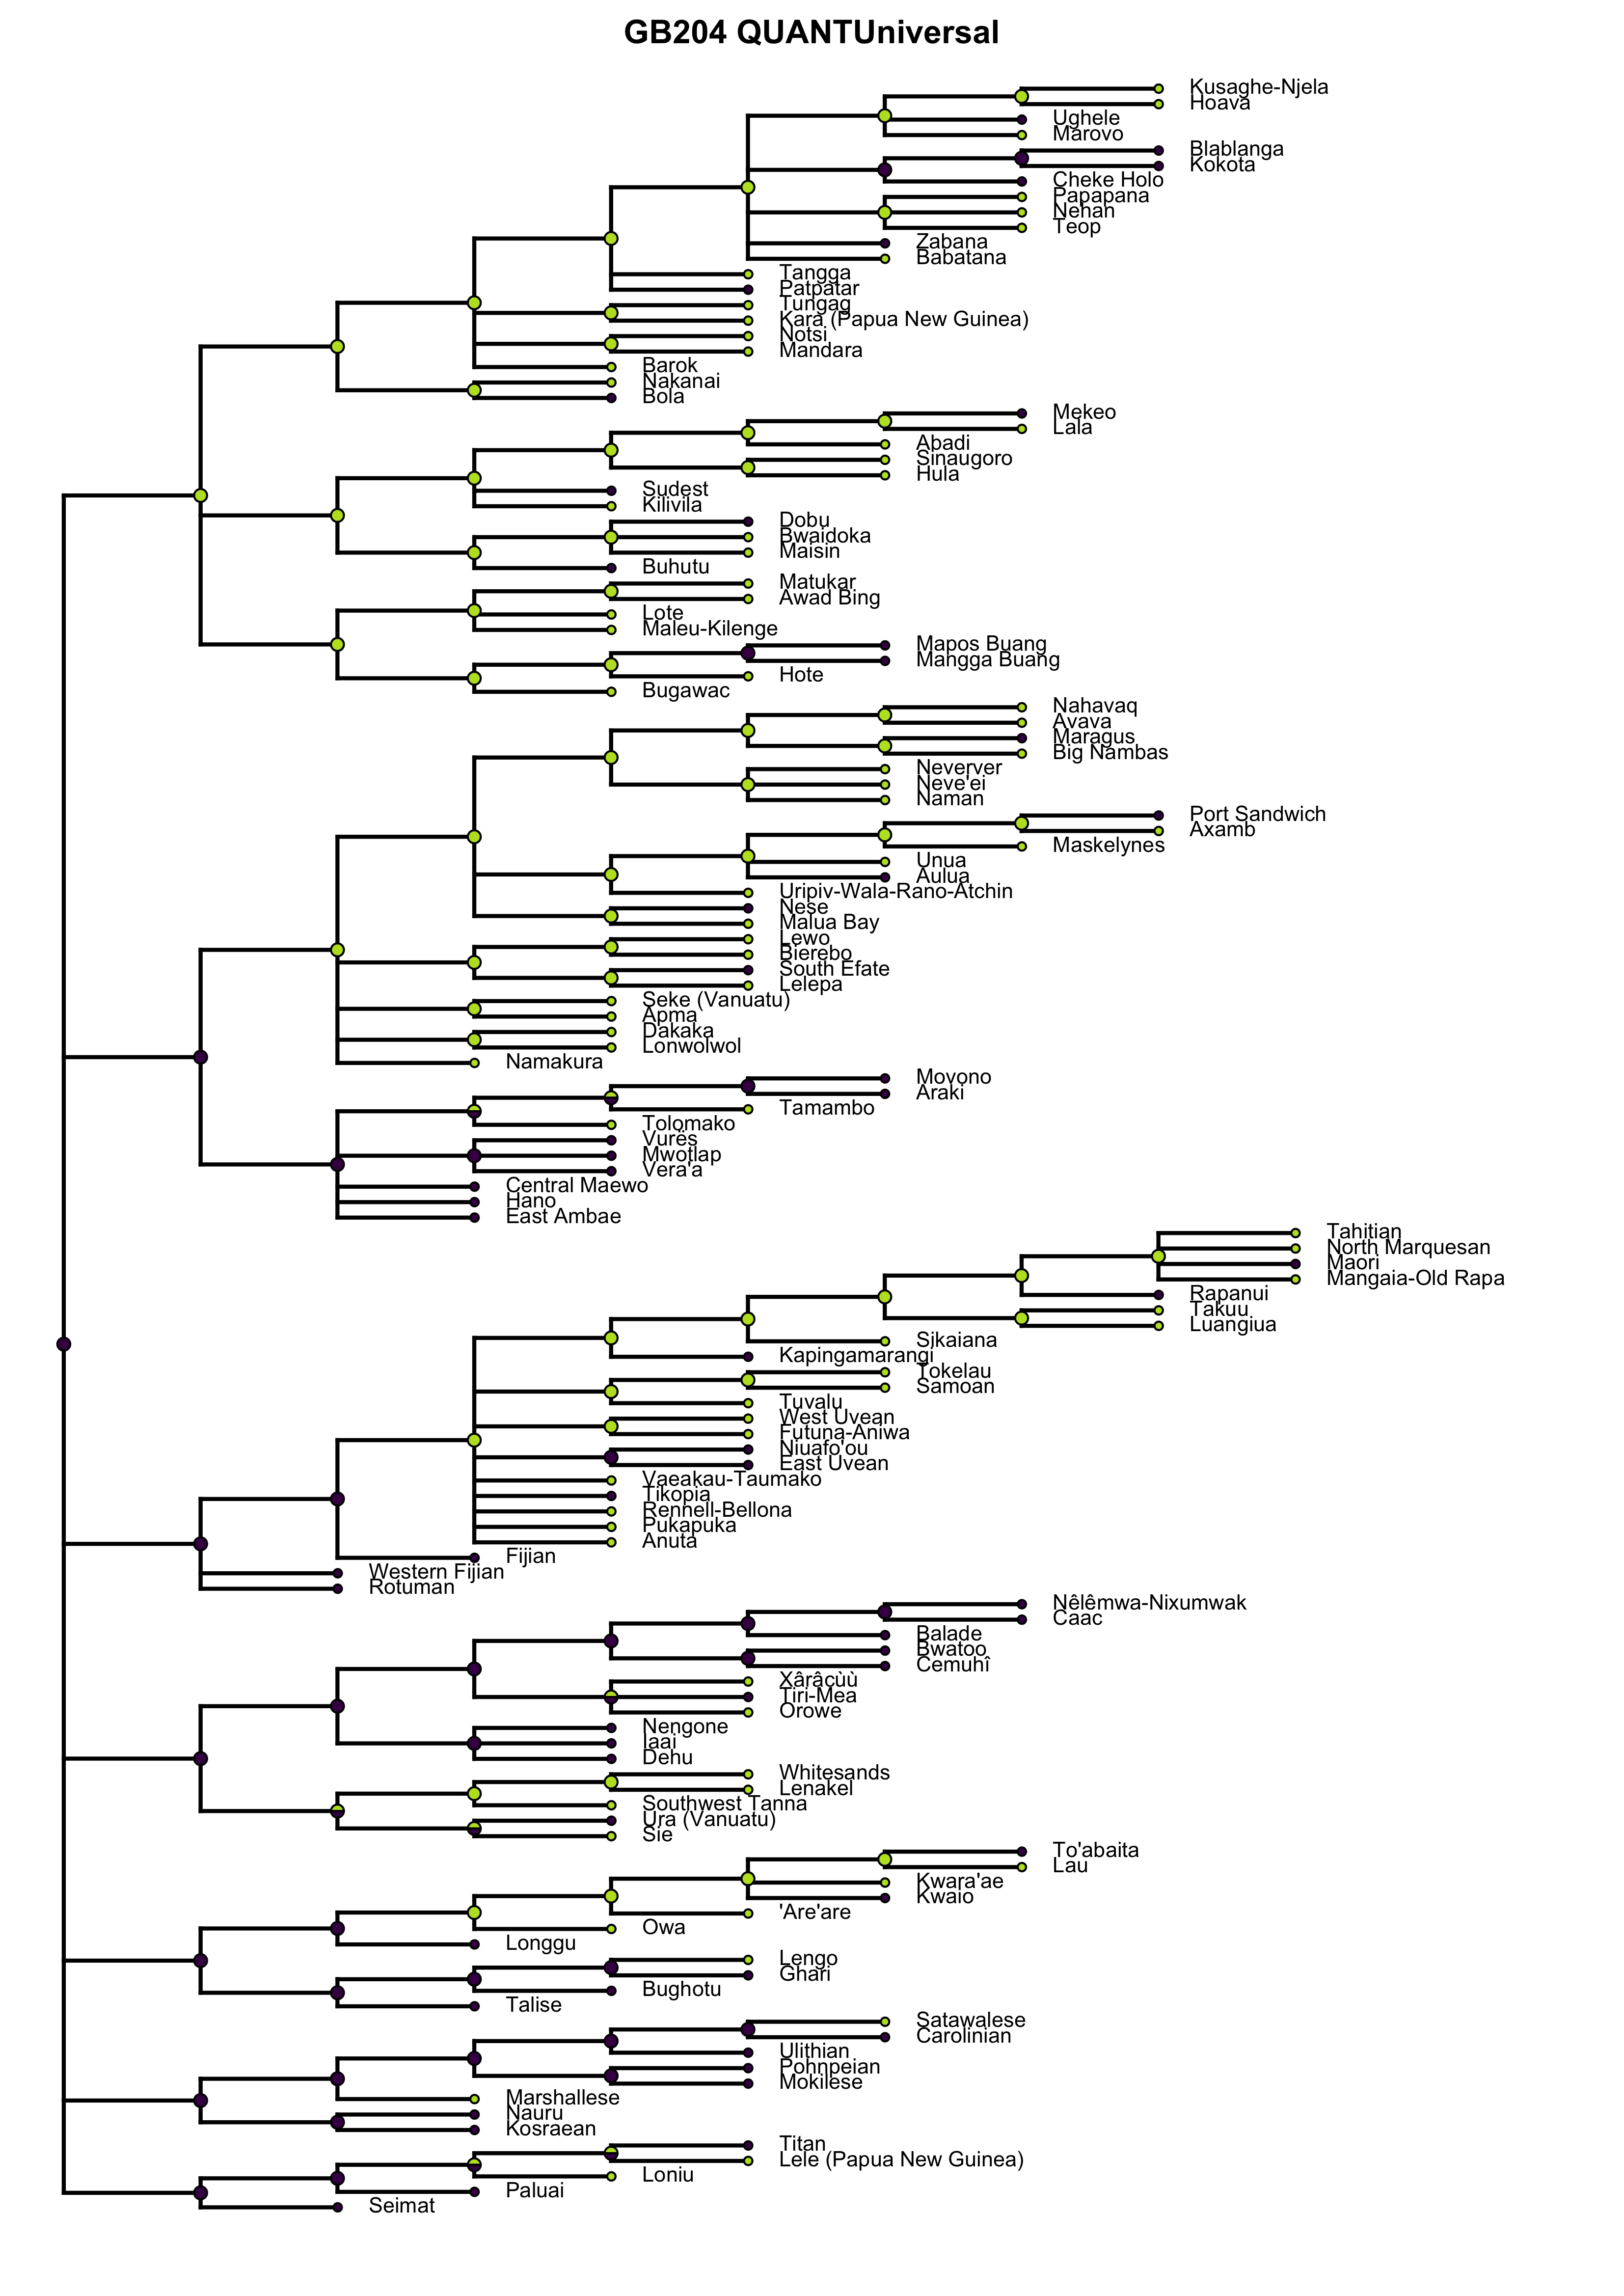 GB204 QUANTUniversal
Kusaghe-Njela
Hoava
Ughele
Marovo
Blablanga
Kokota
Cheke Holo
Papapana
Nehan
Teop
Zabana
Babatana
Tangga
Patpatar
Tungag
Kara (Papua New Guinea)
Notsi
Mandara
Barok
Nakanai
Bola
Mekeo
Lala
Abadi
Sinaugoro
Hula
Sudest
Kilivila
Dobu
Bwaidoka
Maisin
Buhutu
Matukar
Awad Bing
Lote
Maleu-Kilenge
Mapos Buang
Mangga Buang
Hote
Bugawac
Nahavaq
Avava
Maragus
Big Nambas
Neverver
Neve'ei
Naman
Port Sandwich
Axamb
Maskelynes
Unua
Aulua
Uripiv-Wala-Rano-Atchin
Nese
Malua Bay
Lewo
Bierebo
South Efate
Lelepa
Seke (Vanuatu)
Apma
Dakaka
Lonwolwol
Namakura
Movono
Araki
Tamambo
Tolomako
Vurës
Mwotlap
Vera'a
Central Maewo
Hano
East Ambae
Tahitian
North Marquesan
Maori
Mangaia-Old Rapa
Rapanui
Takuu
Luangiua
Sikaiana
Kapingamarangi
Tokelau
Samoan
Tuvalu
West Uvean
Futuna-Aniwa
Niuafo'ou
East Uvean
Vaeakau-Taumako
Tikopia
Rennell-Bellona
Pukapuka
Anuta
Fijian
Western Fijian
Rotuman
Nêlêmwa-Nixumwak
Caac
Balade
Bwatoo
Cemuhî
Xârâcùù
Tiri-Mea
Orowe
Nengone
Iaai
Dehu
Whitesands
Lenakel
Southwest Tanna
Ura (Vanuatu)
Sie
To'abaita
Lau
Kwara'ae
Kwaio
'Are'are
Owa
Longgu
Lengo
Ghari
Bughotu
Talise
Satawalese
Carolinian
Ulithian
Pohnpeian
Mokilese
Marshallese
Nauru
Kosraean
Titan
Lele (Papua New Guinea)
Loniu
Paluai
Seimat